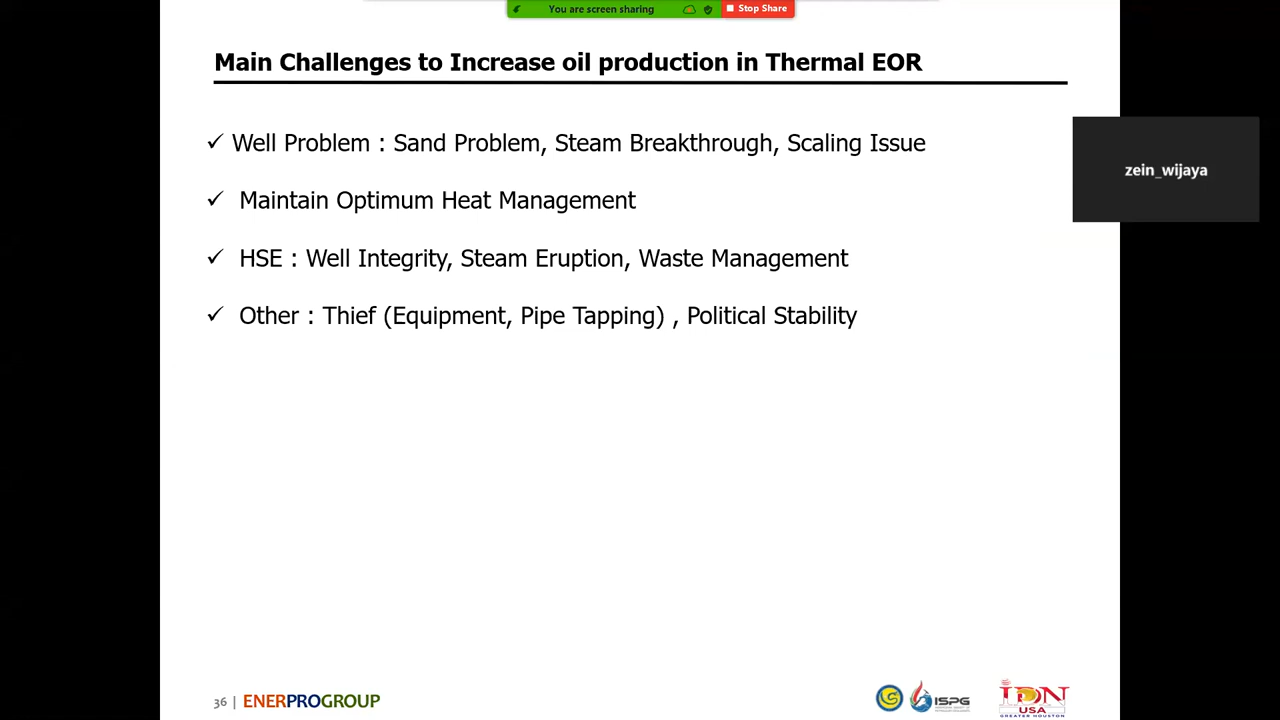 You are screen sharing
Stop Share
Main Challenges to Increase oil production in Thermal EOR
✓ Well Problem : Sand Problem, Steam Breakthrough, Scaling Issue
zein_wijaya
✓ Maintain Optimum Heat Management
✓ HSE : Well Integrity, Steam Eruption, Waste Management
✓ Other : Thief (Equipment, Pipe Tapping) , Political Stability
36 | ENERPROGROUP
ISPG
IDN
USA
GREATER HOUSTON